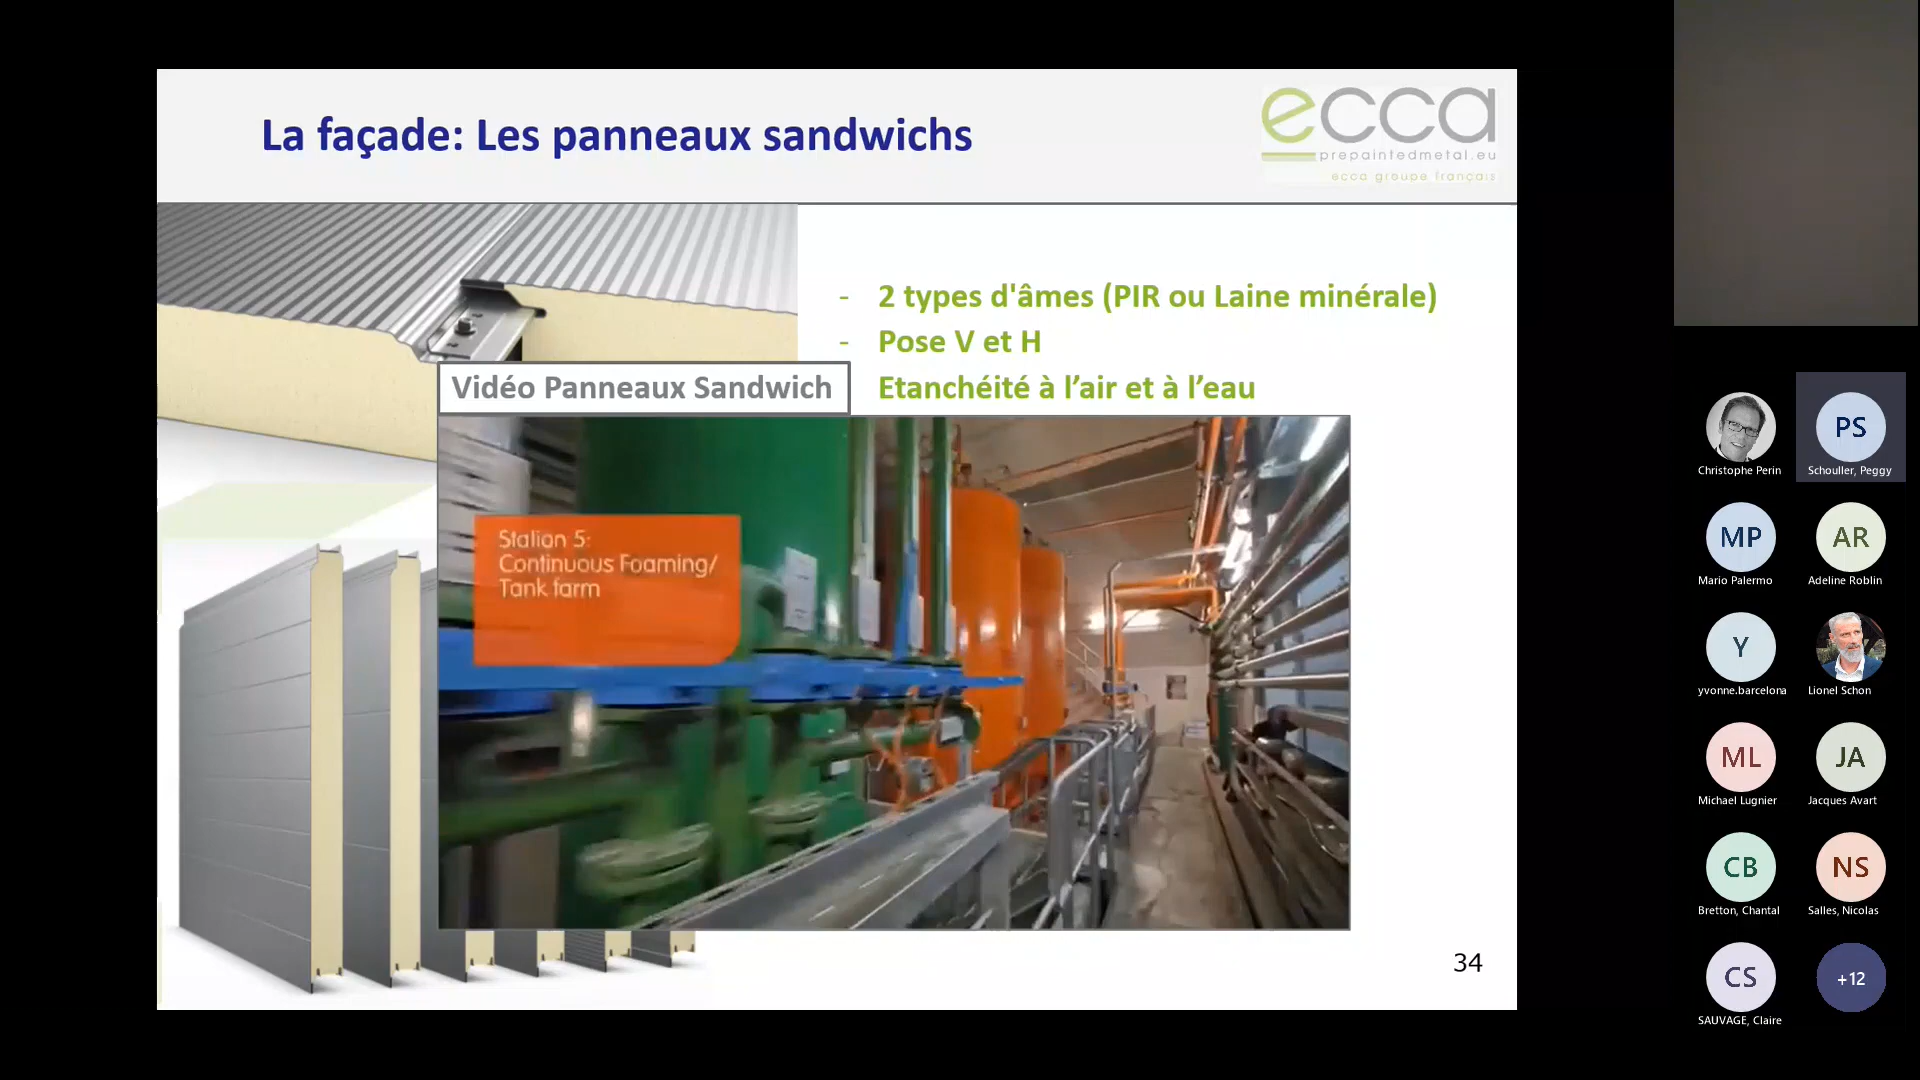 La façade: Les panneaux sandwichs
ecca
prepaintedmetal.eu
ecca groupe français
- 2 types d'âmes (PIR ou Laine minérale)
- Pose V et H
Vidéo Panneaux Sandwich
Etanchéité à l’air et à l’eau
Station 5:
Continuous Foaming/
Tank farm
34
Christophe Perin
PS
Schouller, Peggy
MP
Mario Palermo
AR
Adeline Roblin
Y
yvonne.barcelona
Lionel Schon
ML
Michael Lugnier
JA
Jacques Avart
CB
Bretton, Chantal
NS
Salles, Nicolas
CS
SAUVAGE, Claire
+12